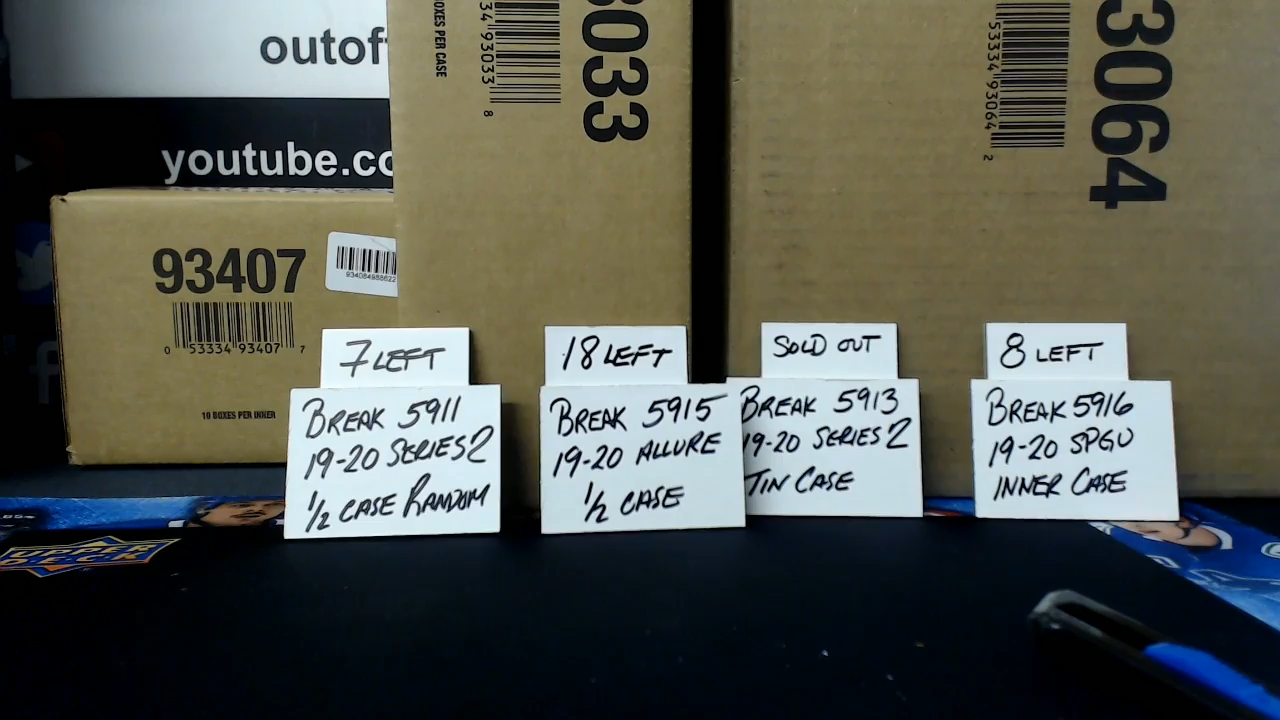 outof
youtube.co
BOXES PER CASE
34 93033 8
3033
53334 93064 2
3064
93407
934084988622
0 53334 93407 7
10 BOXES PER INNER
7 LEFT
BREAK 5911
19-20 SERIES 2
1/2 CASE RANDOM
18 LEFT
BREAK 5915
19-20 ALLURE
1/2 CASE
SOLD OUT
BREAK 5913
19-20 SERIES 2
TIN CASE
8 LEFT
BREAK 5916
19-20 SPGU
INNER CASE
UPPER
DECK